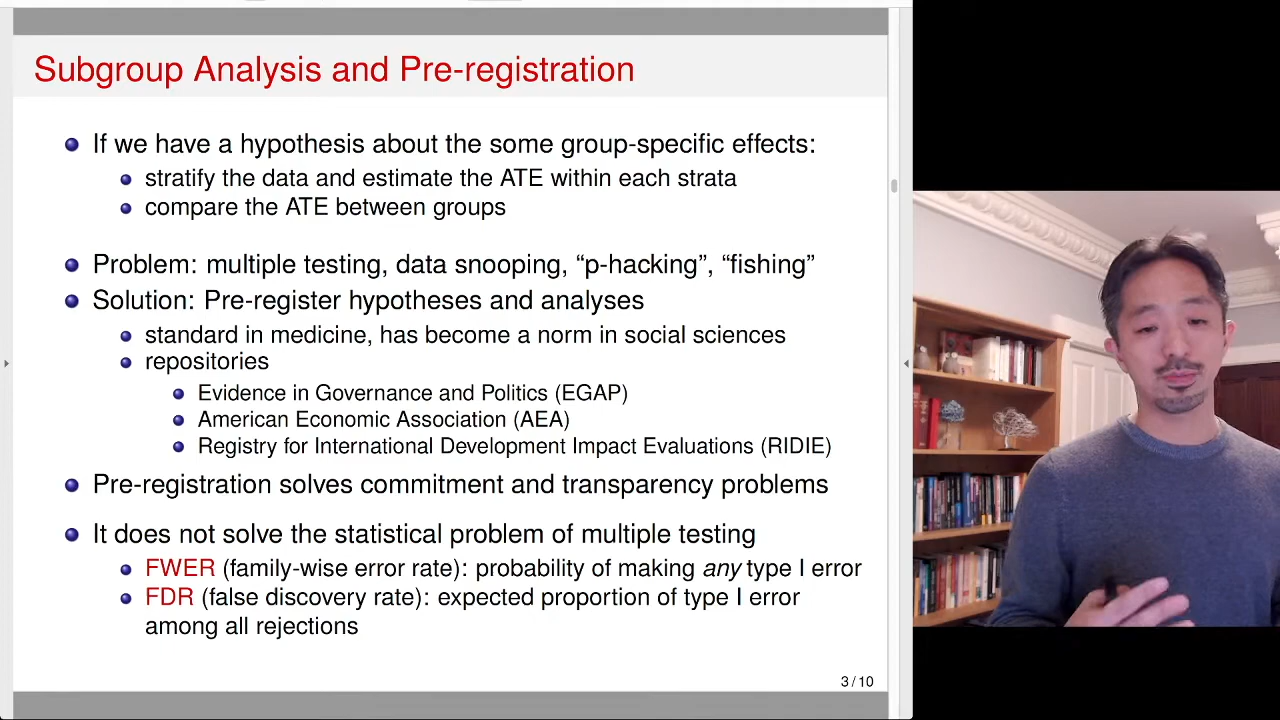 Subgroup Analysis and Pre-registration
If we have a hypothesis about the some group-specific effects:
stratify the data and estimate the ATE within each strata
compare the ATE between groups
Problem: multiple testing, data snooping, “p-hacking”, “fishing”
Solution: Pre-register hypotheses and analyses
standard in medicine, has become a norm in social sciences
repositories
Evidence in Governance and Politics (EGAP)
American Economic Association (AEA)
Registry for International Development Impact Evaluations (RIDIE)
Pre-registration solves commitment and transparency problems
It does not solve the statistical problem of multiple testing
FWER (family-wise error rate): probability of making any type I error
FDR (false discovery rate): expected proportion of type I error
among all rejections
3 / 10